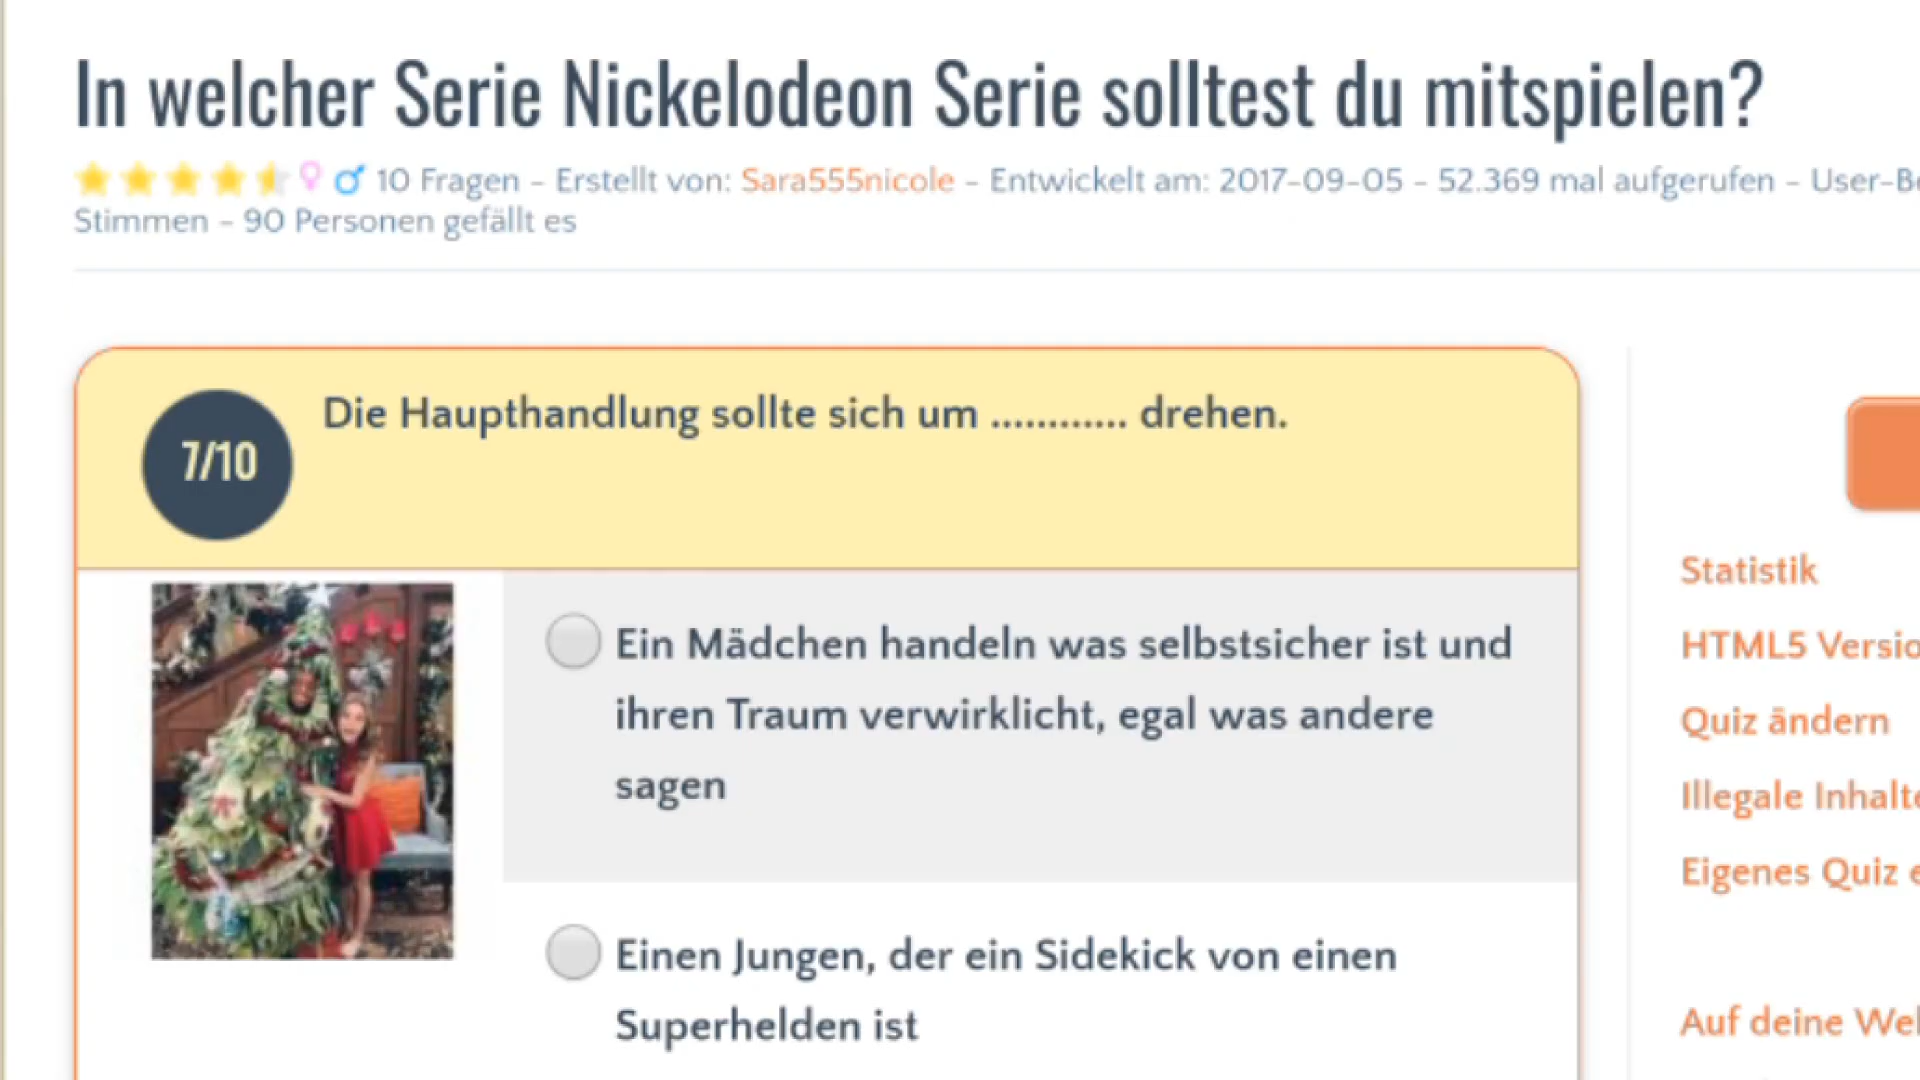 In welcher Serie Nickelodeon Serie solltest du mitspielen?
10 Fragen - Erstellt von: Sara555nicole - Entwickelt am: 2017-09-05 - 52.369 mal aufgerufen - User-B
Stimmen - 90 Personen gefällt es
7/10
Die Haupthandlung sollte sich um ............ drehen.
Ein Mädchen handeln was selbstsicher ist und
ihren Traum verwirklicht, egal was andere
sagen
Einen Jungen, der ein Sidekick von einen
Superhelden ist
Statistik
HTML5 Versio
Quiz ändern
Illegale Inhalte
Eigenes Quiz e
Auf deine Wel